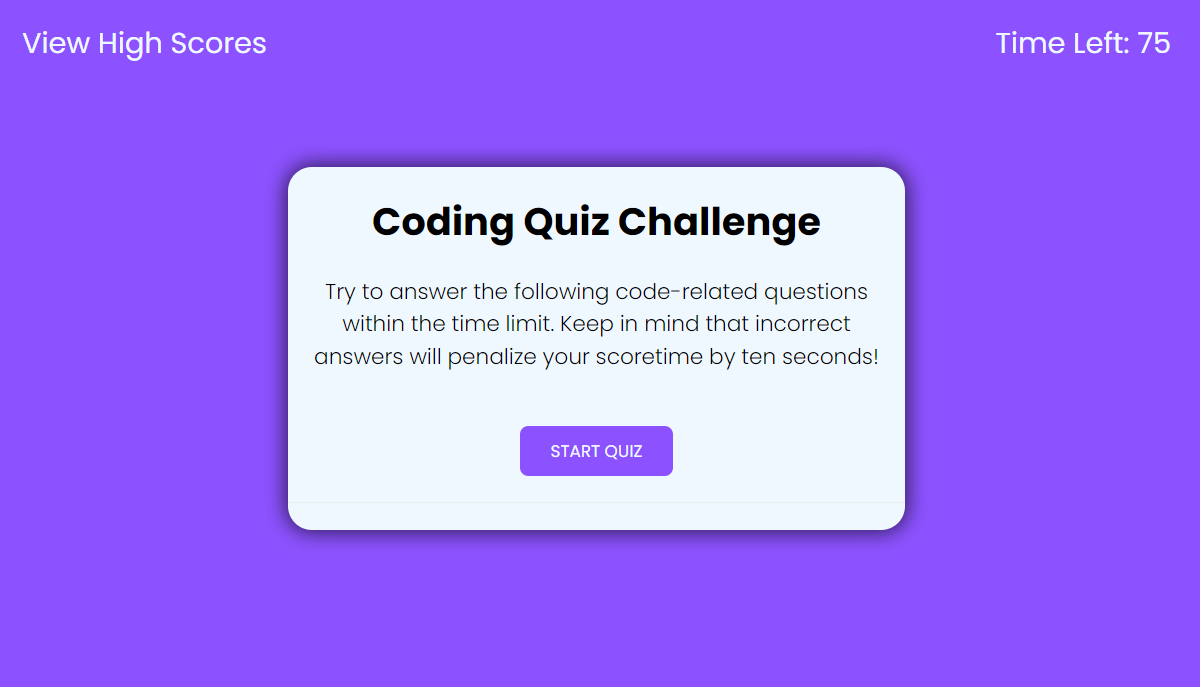 View High Scores
Time Left: 75
Coding Quiz Challenge
Try to answer the following code-related questions
within the time limit. Keep in mind that incorrect
answers will penalize your scoretime by ten seconds!
START QUIZ